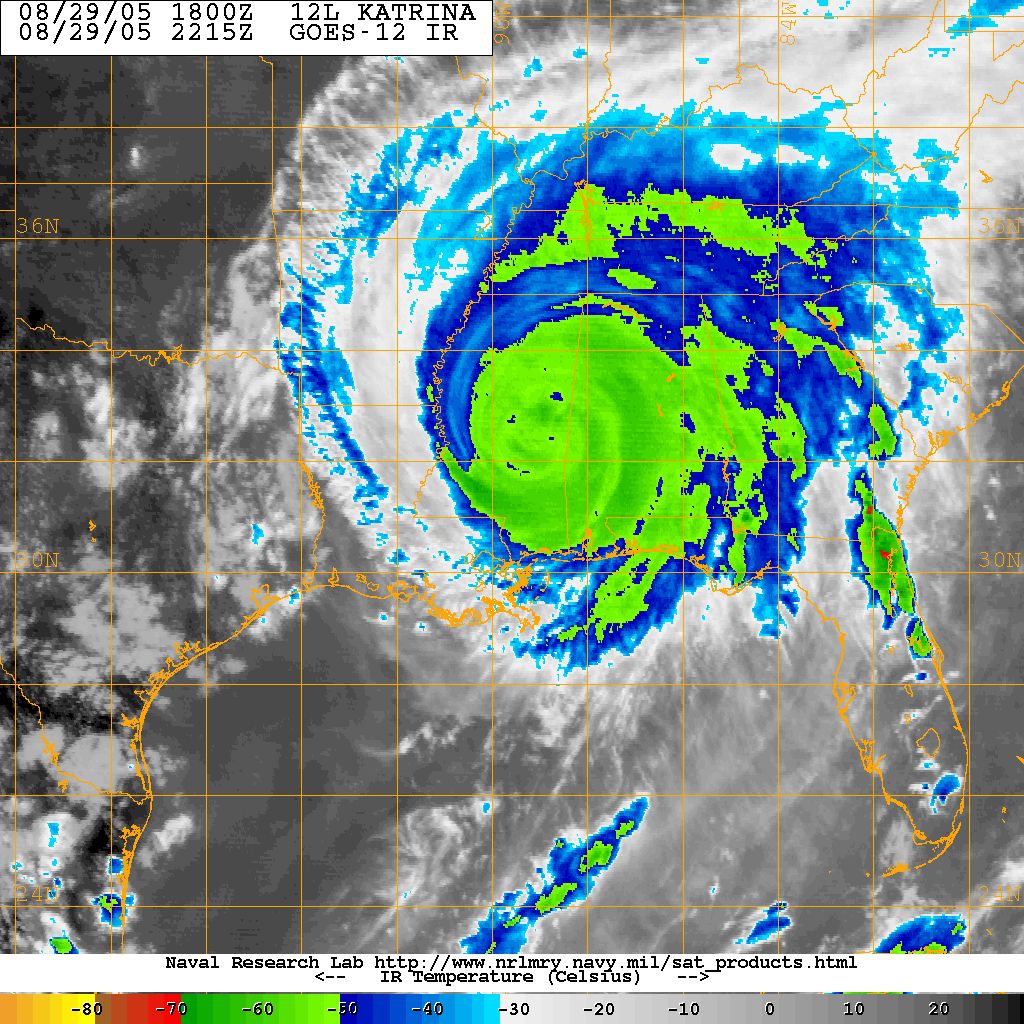 08/29/05 1800Z 12L KATRINA
08/29/05 2215Z GOES-12 IR
90W
84W
36N 36N
30N 30N
24N 24N
Naval Research Lab http://www.nrlmry.navy.mil/sat_products.html
<-- IR Temperature (Celsius) -->
-80 -70 -60 -50 -40 -30 -20 -10 0 10 20